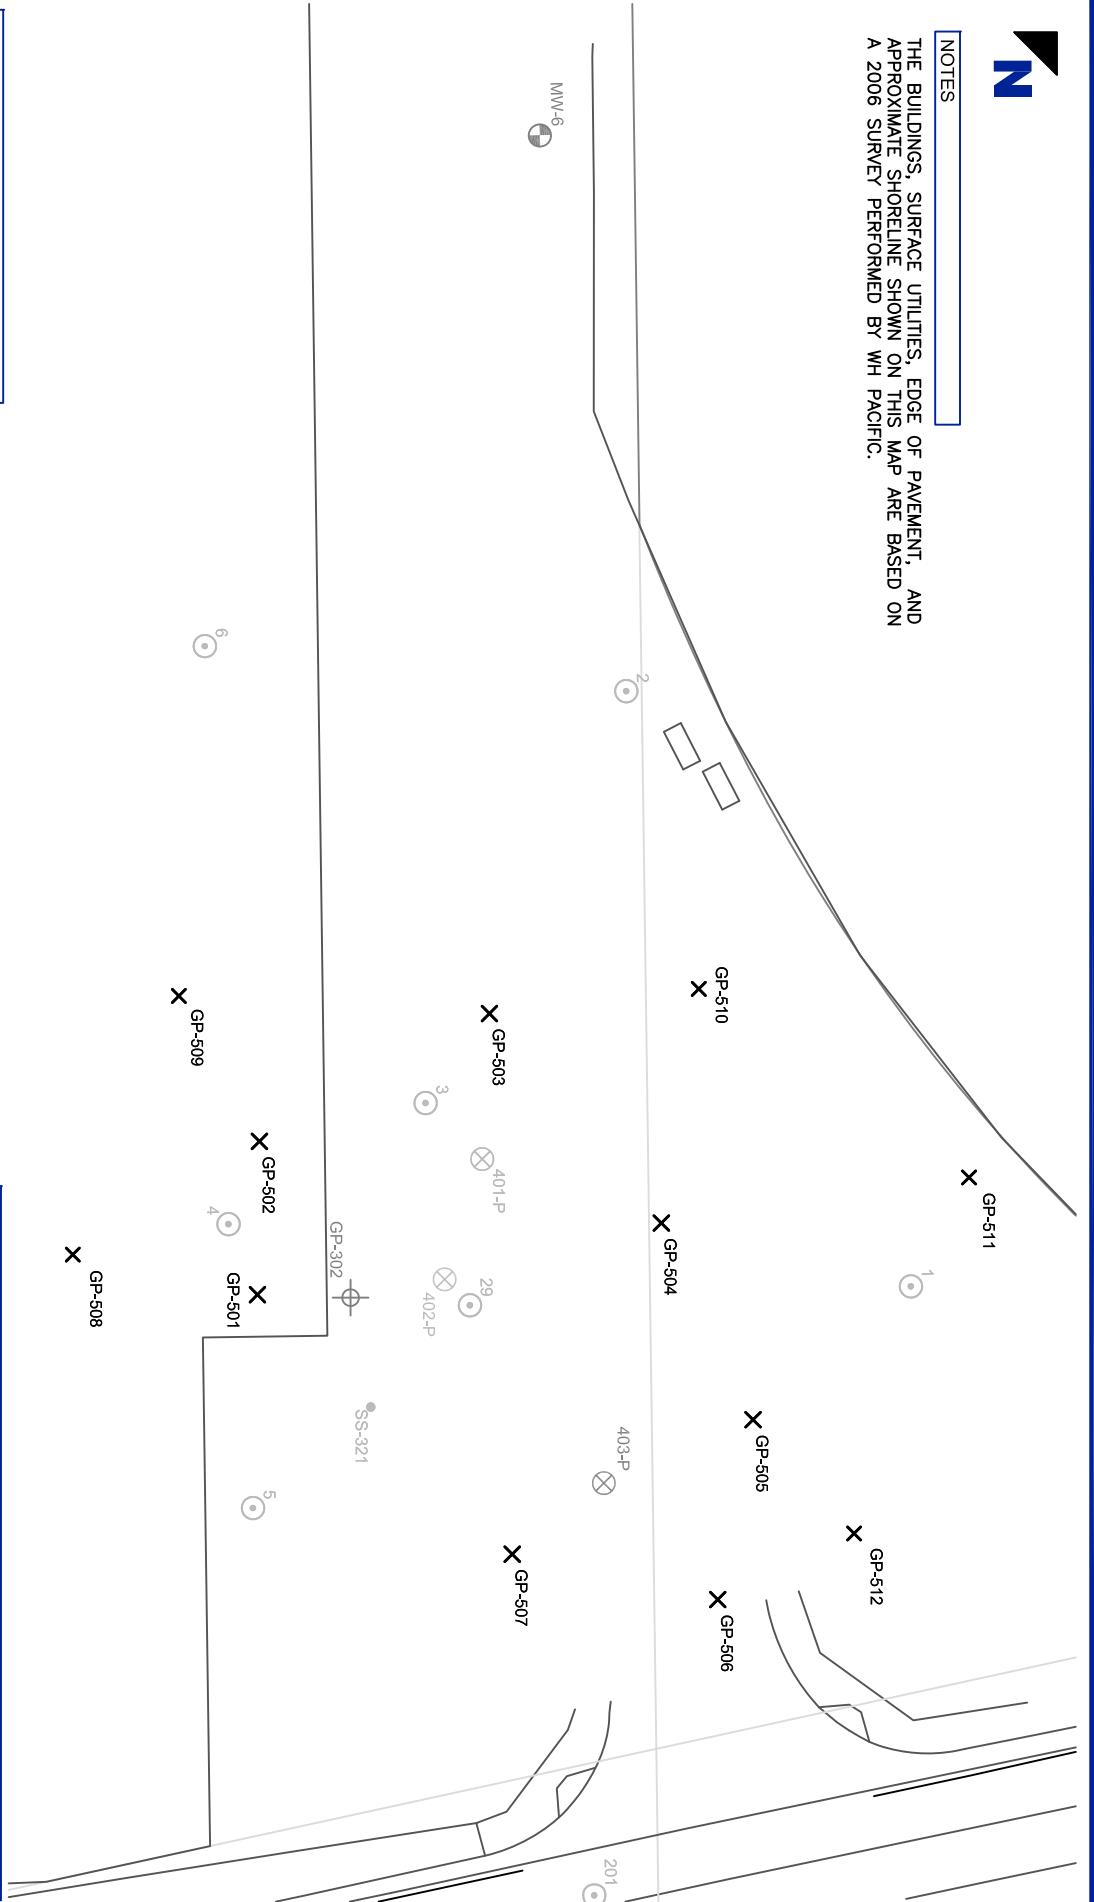 N
NOTES
THE BUILDINGS, SURFACE UTILITIES, EDGE OF PAVEMENT, AND
APPROXIMATE SHORELINE SHOWN ON THIS MAP ARE BASED ON
A 2006 SURVEY PERFORMED BY WH PACIFIC.
MW-6
6
2
GP-510
GP-509
GP-503
3
401-P
GP-502
4
GP-511
GP-504
1
GP-302
GP-508
GP-501
29
402-P
SS-321
403-P
GP-505
5
GP-512
GP-507
GP-506
201